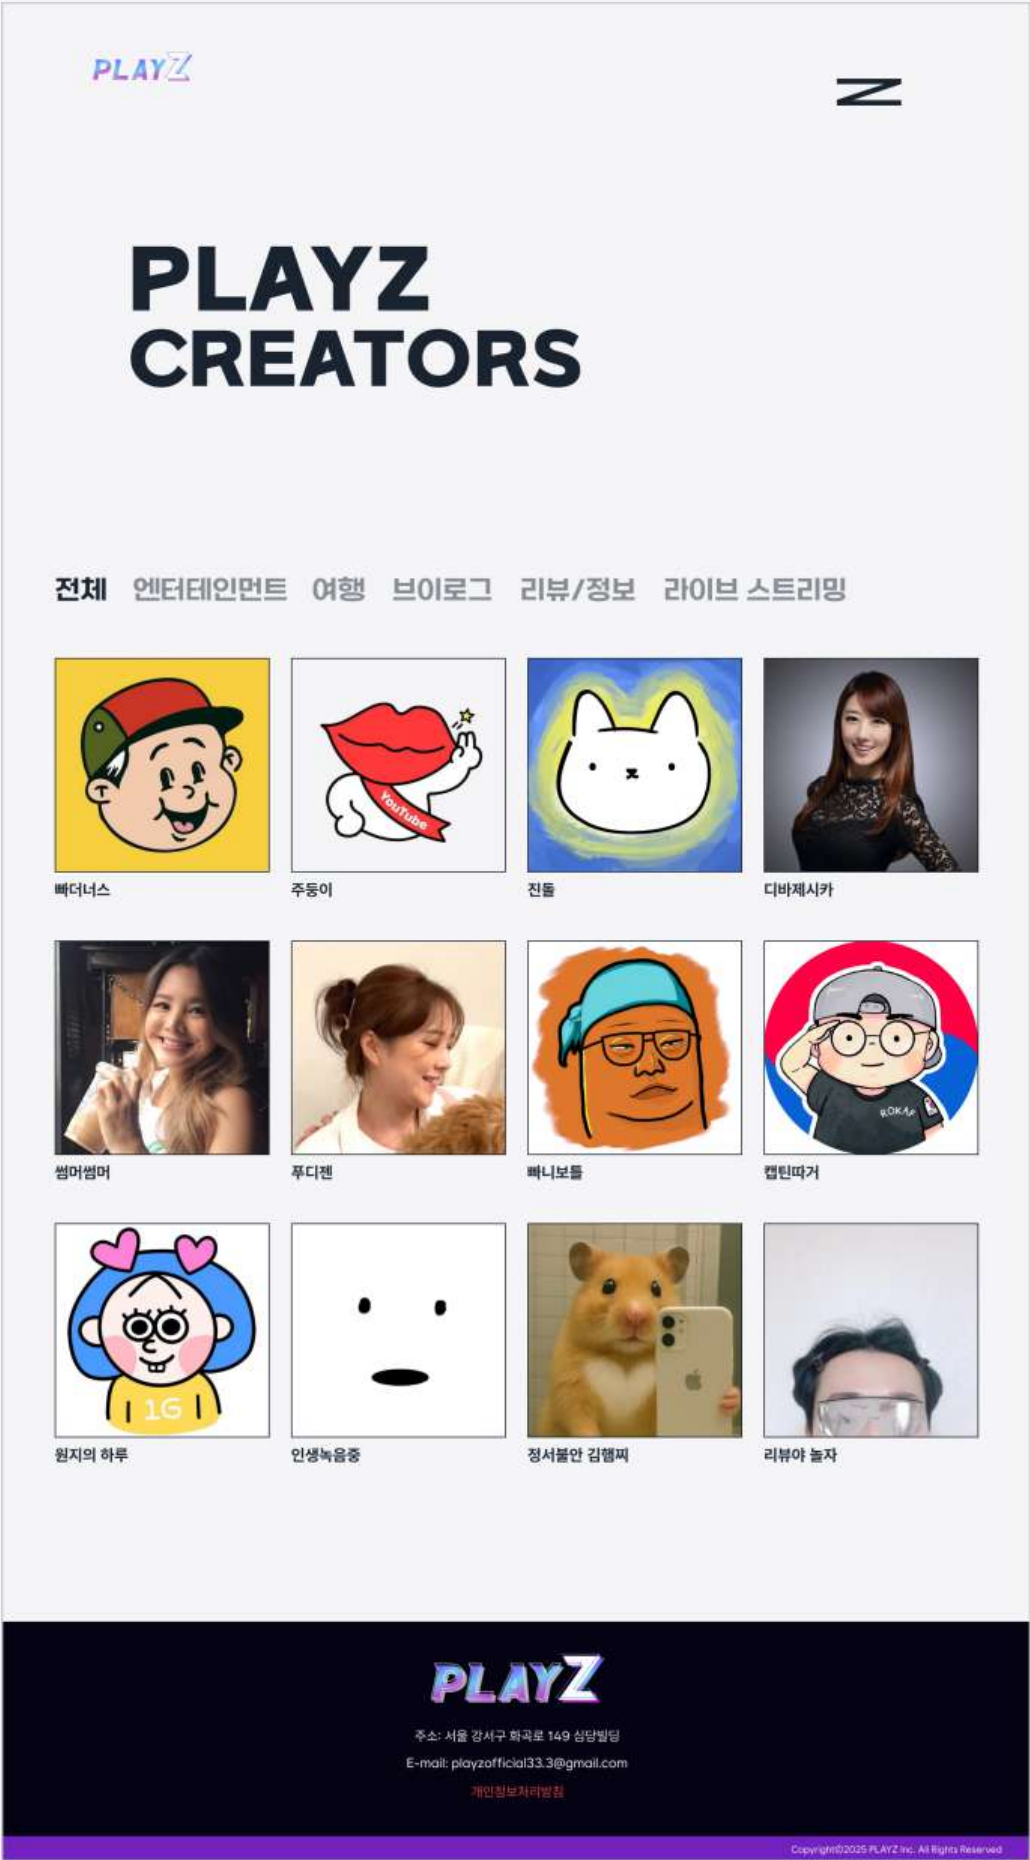 PLAYZ
PLAYZ
CREATORS
전체 엔터테인먼트 여행 브이로그 리뷰/정보 라이브 스트리밍
YouTube
빠더너스 주둥이 진돌 디바제시카
ROKAF
썸머썸머 푸디젠 빠니보틀 캡틴따거
1G
원지의 하루 인생녹음중 정서불안 김햄찌 리뷰야 놀자
PLAYZ
주소: 서울 강서구 화곡로 149 심당빌딩
E-mail: playzofficial33.3@gmail.com
개인정보처리방침
Copyright©2025 PLAYZ Inc. All Rights Reserved